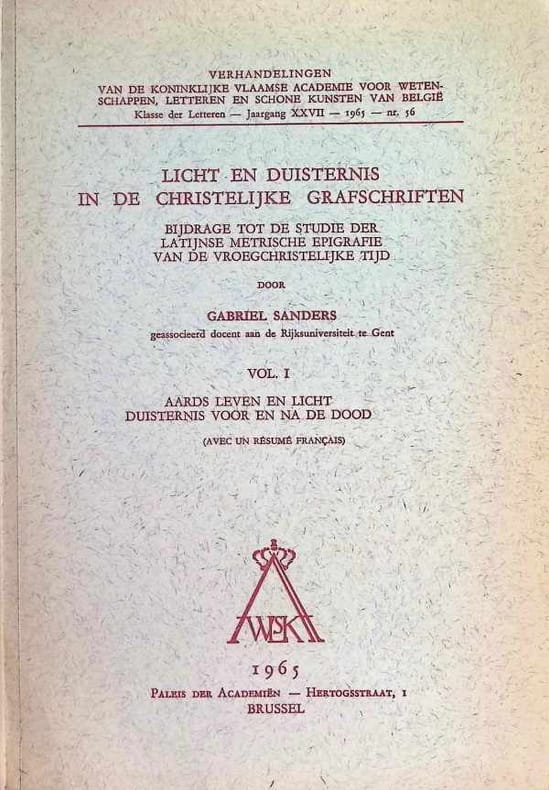 VERHANDELINGEN
VAN DE KONINKLIJKE VLAAMSE ACADEMIE VOOR WETEN-
SCHAPPEN, LETTEREN EN SCHONE KUNSTEN VAN BELGIË
Klasse der Letteren — Jaargang XXVII — 1965 — nr. 56
LICHT EN DUISTERNIS
IN DE CHRISTELIJKE GRAFSCHRIFTEN
BIJDRAGE TOT DE STUDIE DER
LATIJNSE METRISCHE EPIGRAFIE
VAN DE VROEGCHRISTELIJKE TIJD
DOOR
GABRIEL SANDERS
geassocieerd docent aan de Rijksuniversiteit te Gent
VOL. I
AARDS LEVEN EN LICHT
DUISTERNIS VOOR EN NA DE DOOD
(AVEC UN RÉSUMÉ FRANÇAIS)
1965
PALEIS DER ACADEMIËN — HERTOGSSTRAAT, 1
BRUSSEL